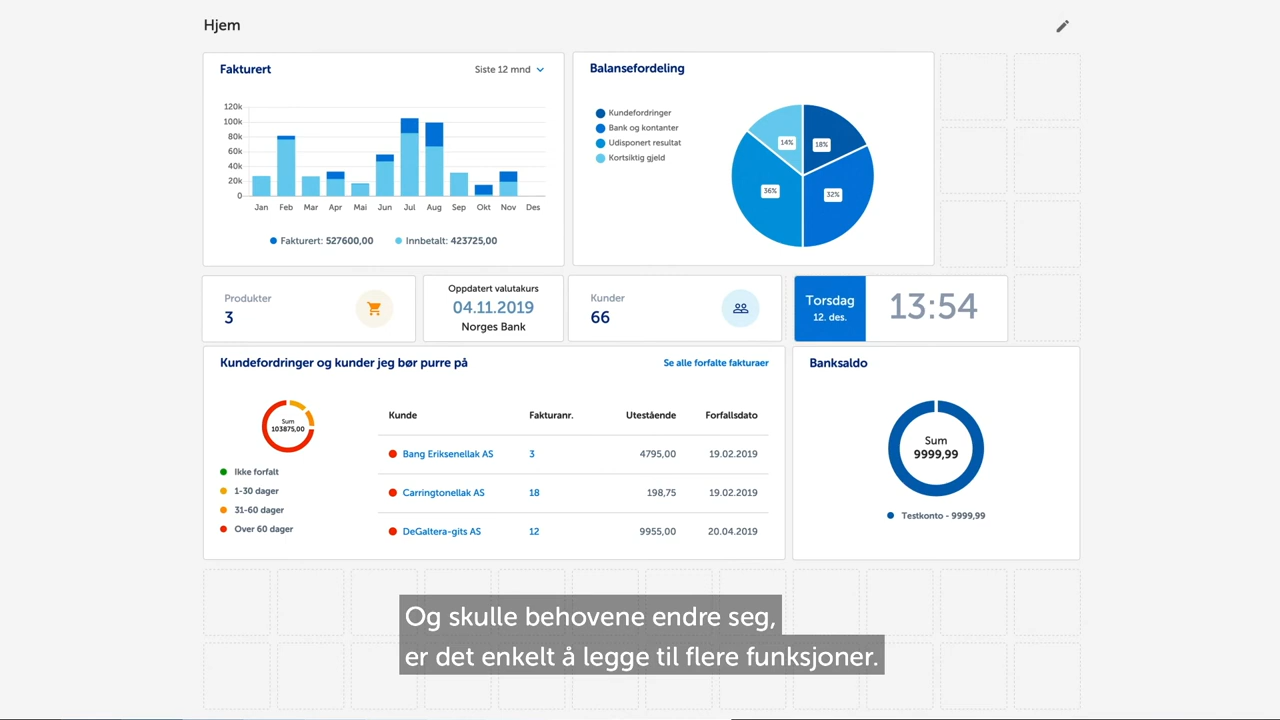 Hjem
Fakturert
Siste 12 mnd
120k
100k
80k
60k
40k
20k
0
Jan Feb Mar Apr Mai Jun Jul Aug Sep Okt Nov Des
Fakturert: 527600,00 Innbetalt: 423725,00
Balansefordeling
Kundefordringer
Bank og kontanter
Udisponert resultat
Kortsiktig gjeld
14% 18%
36% 32%
Produkter
3
Oppdatert valutakurs
04.11.2019
Norges Bank
Kunder
66
Torsdag
12. des.
13:54
Kundefordringer og kunder jeg bør purre på
Se alle forfalte fakturaer
Sum
103875,00
Ikke forfalt
1-30 dager
31-60 dager
Over 60 dager
Kunde Fakturanr. Utestående Forfallsdato
Bang Eriksenellak AS 3 4795,00 19.02.2019
Carringtonellak AS 18 198,75 19.02.2019
DeGaltera-gits AS 12 9955,00 20.04.2019
Banksaldo
Sum
9999,99
Testkonto - 9999,99
Og skulle behovene endre seg,
er det enkelt å legge til flere funksjoner.